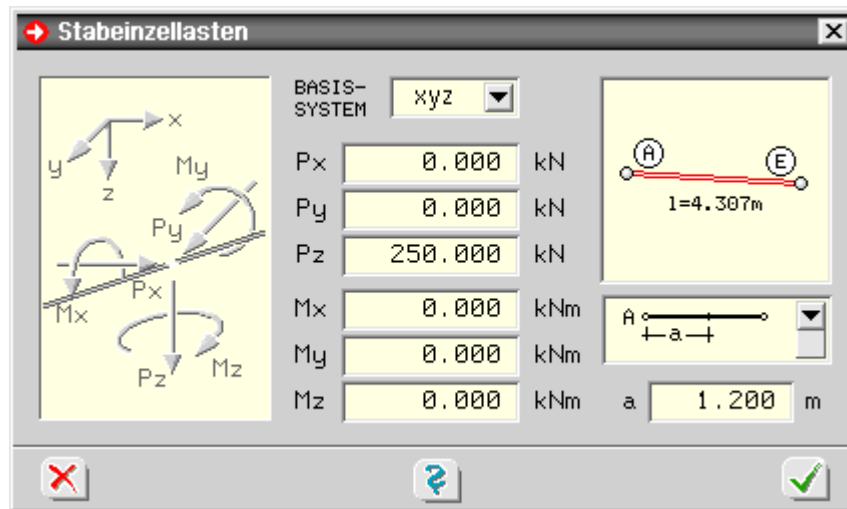 Stabeinzellasten
x
y
z
My
Py
Px
Mx
Pz
Mz
BASIS-
SYSTEM
xyz
Px 0.000 kN
Py 0.000 kN
Pz 250.000 kN
Mx 0.000 kNm
My 0.000 kNm
Mz 0.000 kNm
A E
l=4.307m
A
a
a 1.200 m